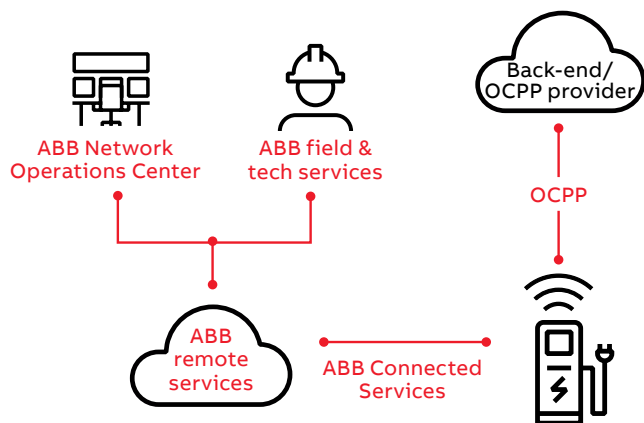 Back-end/
OCPP provider
ABB Network
Operations Center
ABB field &
tech services
OCPP
ABB
remote
services
ABB Connected
Services